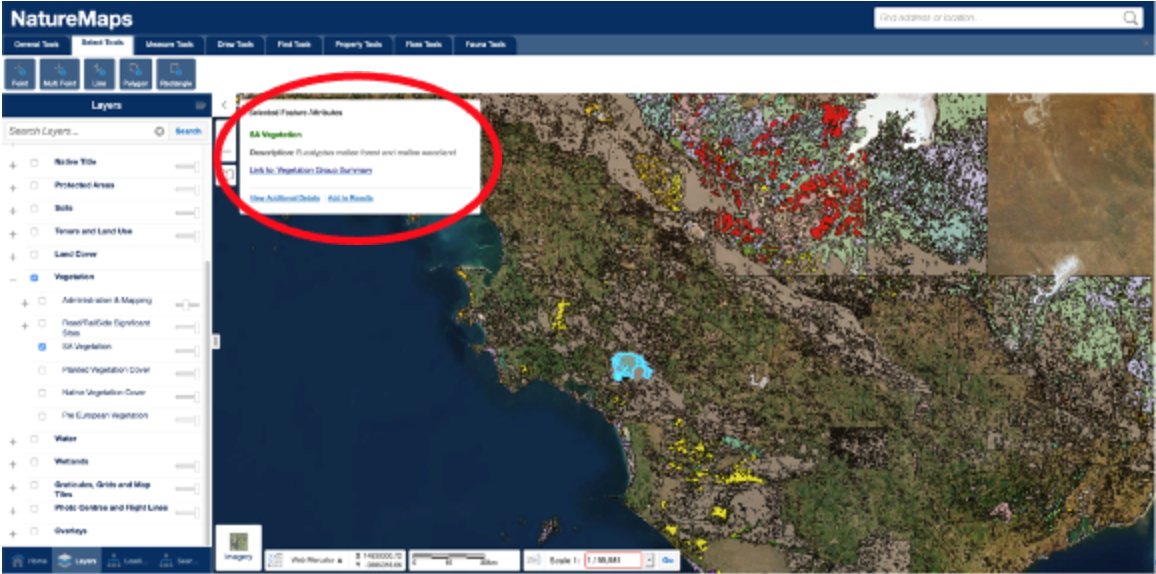 NatureMaps
Find address or location...
General Tools
Select Tools
Measure Tools
Draw Tools
Find Tools
Property Tools
Flora Tools
Fauna Tools
Point
Multi Point
Line
Polygon
Rectangle
Layers
Search Layers...
Search
Native Title
Protected Areas
Soils
Tenure and Land Use
Land Cover
Vegetation
Administration & Mapping
Road/RailSide Significant
Sites
SA Vegetation
Planted Vegetation Cover
Native Vegetation Cover
Pre European Vegetation
Water
Wetlands
Graticules, Grids and Map
Tiles
Photo Centres and Flight Lines
Overlays
Home
Layers
Selected Feature Attributes
SA Vegetation
Description: Eucalyptus mallee forest and mallee woodland
Link to: Vegetation Group Summary
View Additional Details
Add to Results
Imagery
Web Mercator
Scale 1:
Go